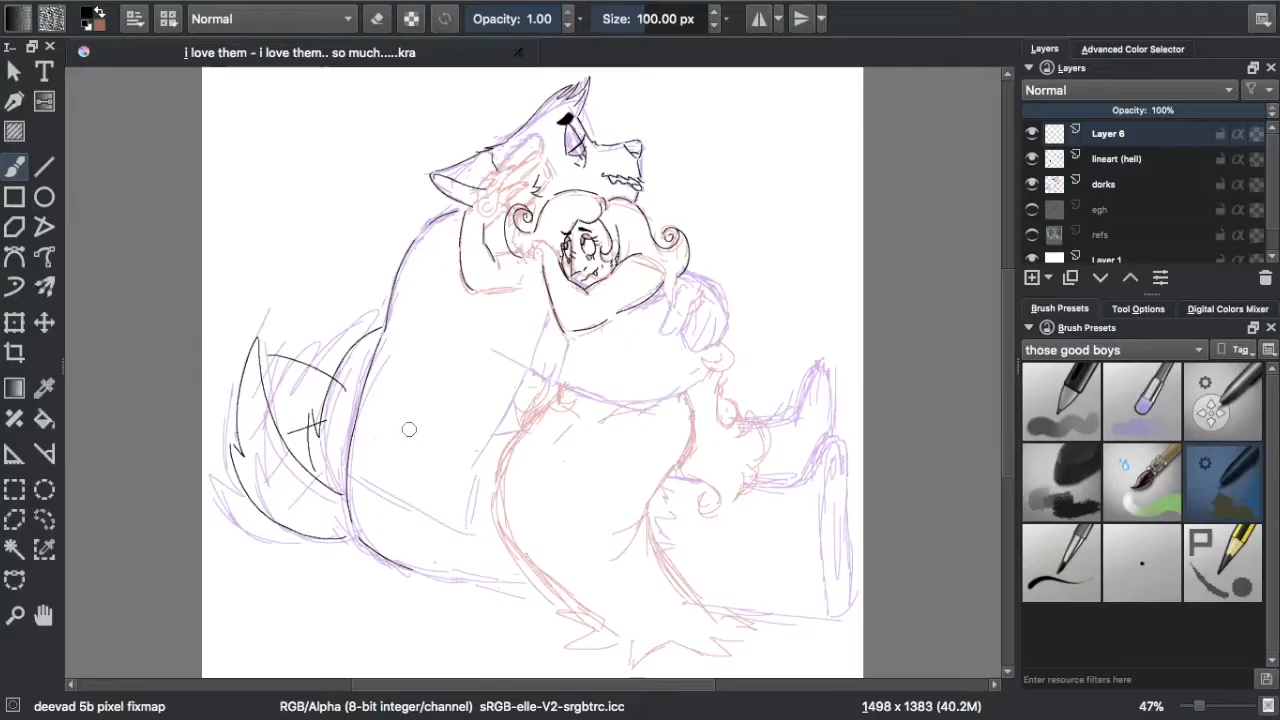 Normal
Opacity: 1.00
Size: 100.00 px
I...
i love them - i love them.. so much.....kra
Layers
Advanced Color Selector
Layers
Normal
Opacity: 100%
Layer 6
lineart (hell)
dorks
egh
refs
Layer 1
Brush Presets
Tool Options
Digital Colors Mixer
Brush Presets
those good boys
Tag
P
Enter resource filters here
deevad 5b pixel fixmap
RGB/Alpha (8-bit integer/channel) sRGB-elle-V2-srgbtrc.icc
1498 x 1383 (40.2M)
47%